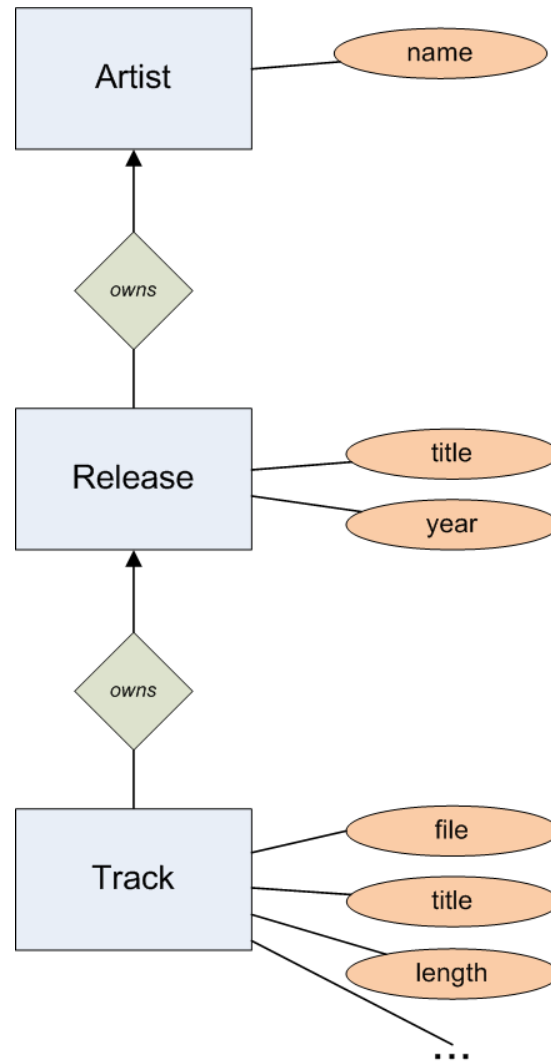 Artist
name
owns
Release
title
year
owns
Track
file
title
length
...